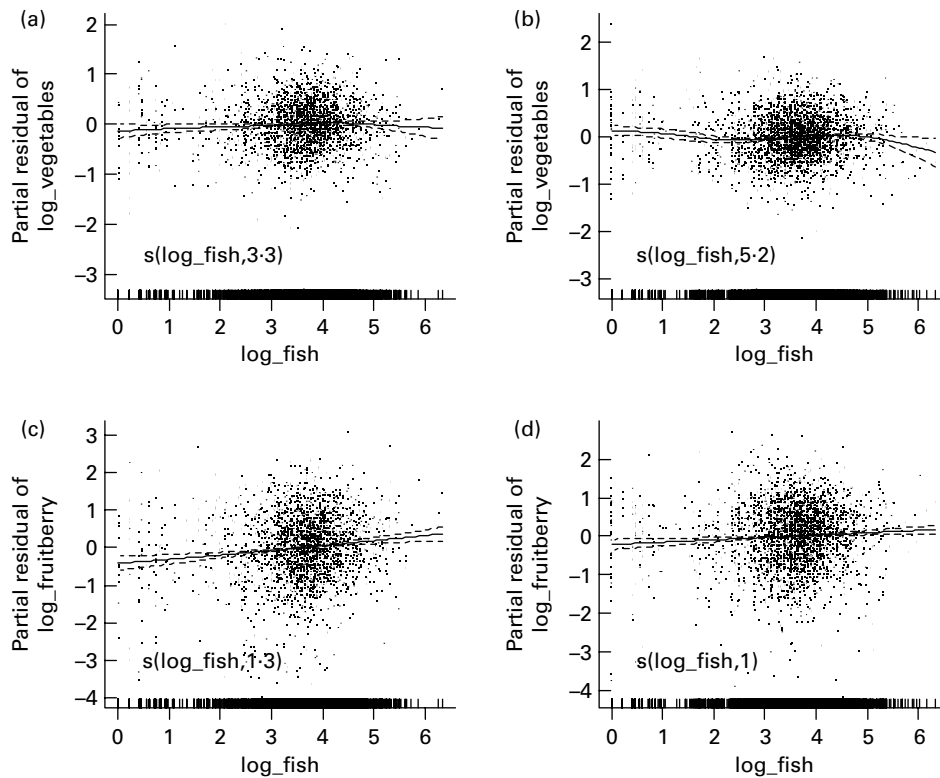 (a)
2
1
0
−1
−2
−3
Partial residual of
log_vegetables
s(log_fish,3·3)
0 1 2 3 4 5 6
log_fish
(b)
2
1
0
−1
−2
−3
Partial residual of
log_vegetables
s(log_fish,5·2)
0 1 2 3 4 5 6
log_fish
(c)
3
2
1
0
−1
−2
−3
−4
Partial residual of
log_fruitberry
s(log_fish,1·3)
0 1 2 3 4 5 6
log_fish
(d)
2
1
0
−1
−2
−3
−4
Partial residual of
log_fruitberry
s(log_fish,1)
0 1 2 3 4 5 6
log_fish